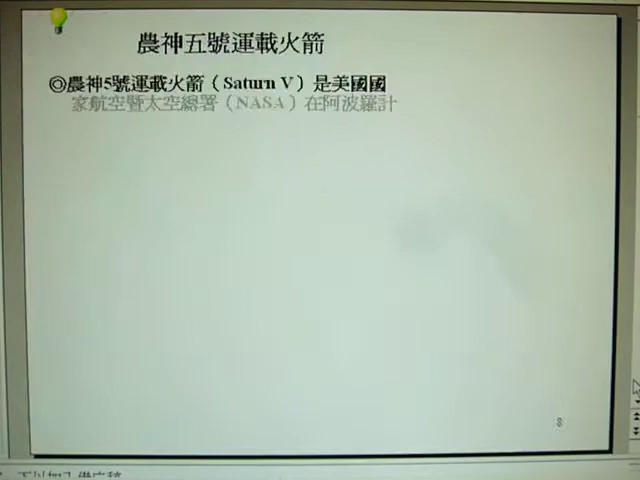 農神五號運載火箭
◎農神5號運載火箭（Saturn V）是美國國
家航空暨太空總署（NASA）在阿波羅計
8